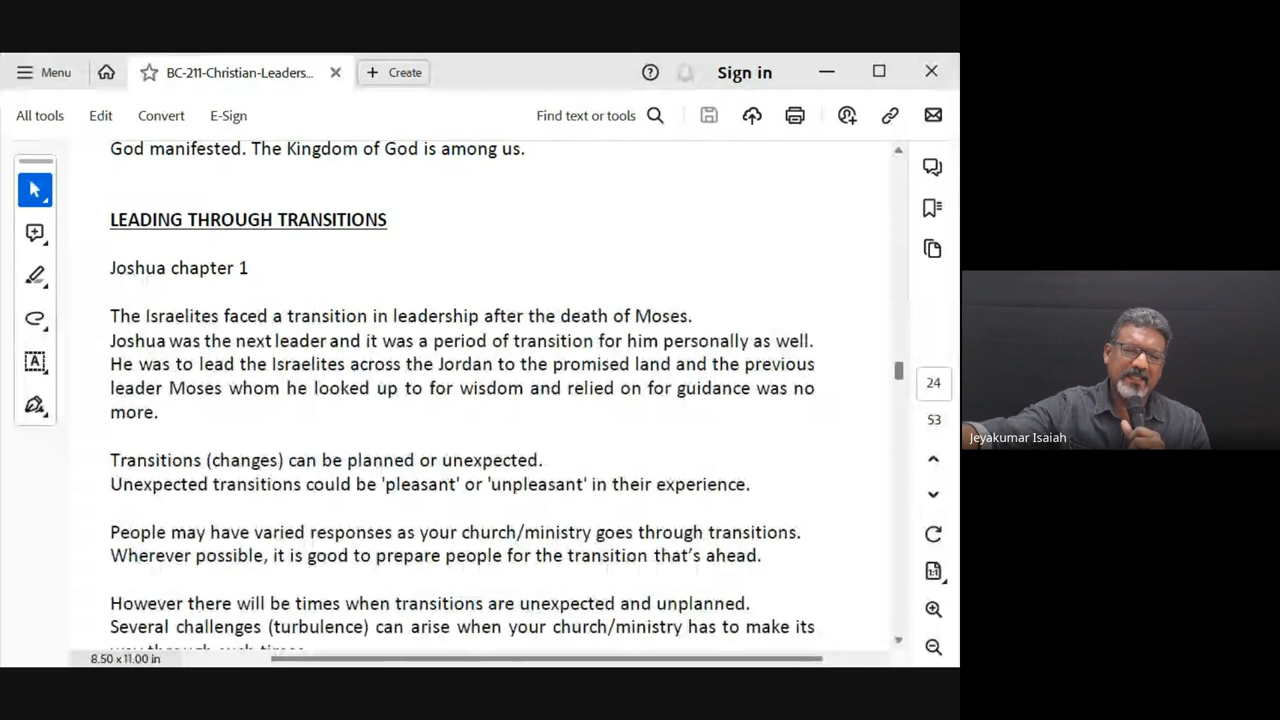 Menu
BC-211-Christian-Leaders...
Create
Sign in
All tools
Edit
Convert
E-Sign
Find text or tools
God manifested. The Kingdom of God is among us.
LEADING THROUGH TRANSITIONS
Joshua chapter 1
The Israelites faced a transition in leadership after the death of Moses.
Joshua was the next leader and it was a period of transition for him personally as well.
He was to lead the Israelites across the Jordan to the promised land and the previous
leader Moses whom he looked up to for wisdom and relied on for guidance was no
more.
Transitions (changes) can be planned or unexpected.
Unexpected transitions could be 'pleasant' or 'unpleasant' in their experience.
People may have varied responses as your church/ministry goes through transitions.
Wherever possible, it is good to prepare people for the transition that's ahead.
However there will be times when transitions are unexpected and unplanned.
Several challenges (turbulence) can arise when your church/ministry has to make its
24
53
8.50 x 11.00 in
Jeyakumar Isaiah